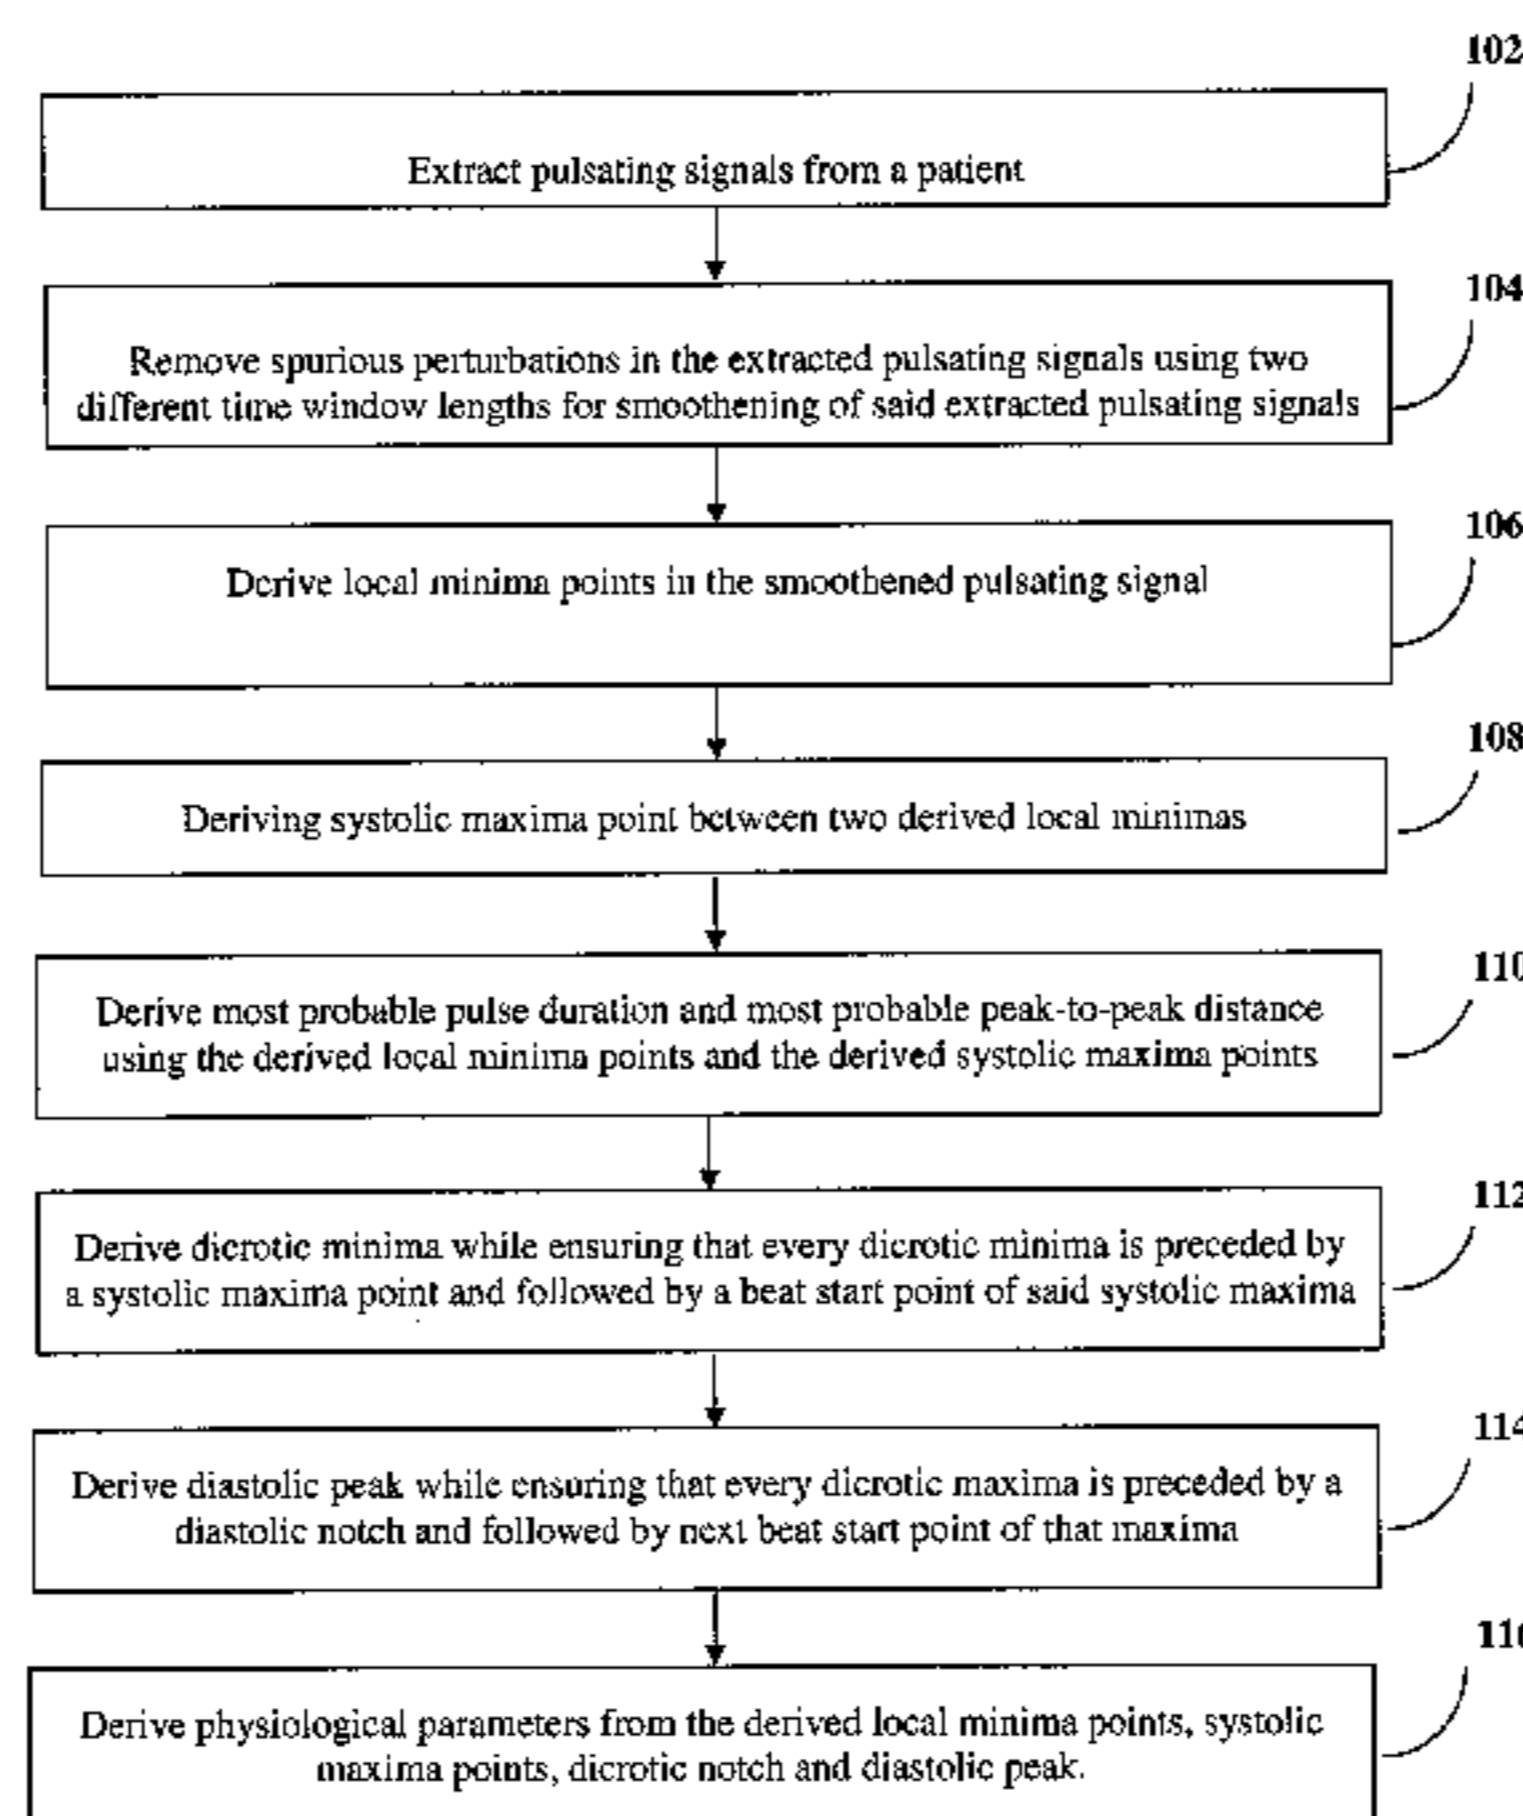 102
Extract pulsating signals from a patient
104
Remove spurious perturbations in the extracted pulsating signals using two
different time window lengths for smoothening of said extracted pulsating signals
106
Derive local minima points in the smoothened pulsating signal
108
Deriving systolic maxima point between two derived local minimas
110
Derive most probable pulse duration and most probable peak-to-peak distance
using the derived local minima points and the derived systolic maxima points
112
Derive dicrotic minima while ensuring that every dicrotic minima is preceded by
a systolic maxima point and followed by a beat start point of said systolic maxima
114
Derive diastolic peak while ensuring that every dicrotic maxima is preceded by a
diastolic notch and followed by next beat start point of that maxima
116
Derive physiological parameters from the derived local minima points, systolic
maxima points, dicrotic notch and diastolic peak.